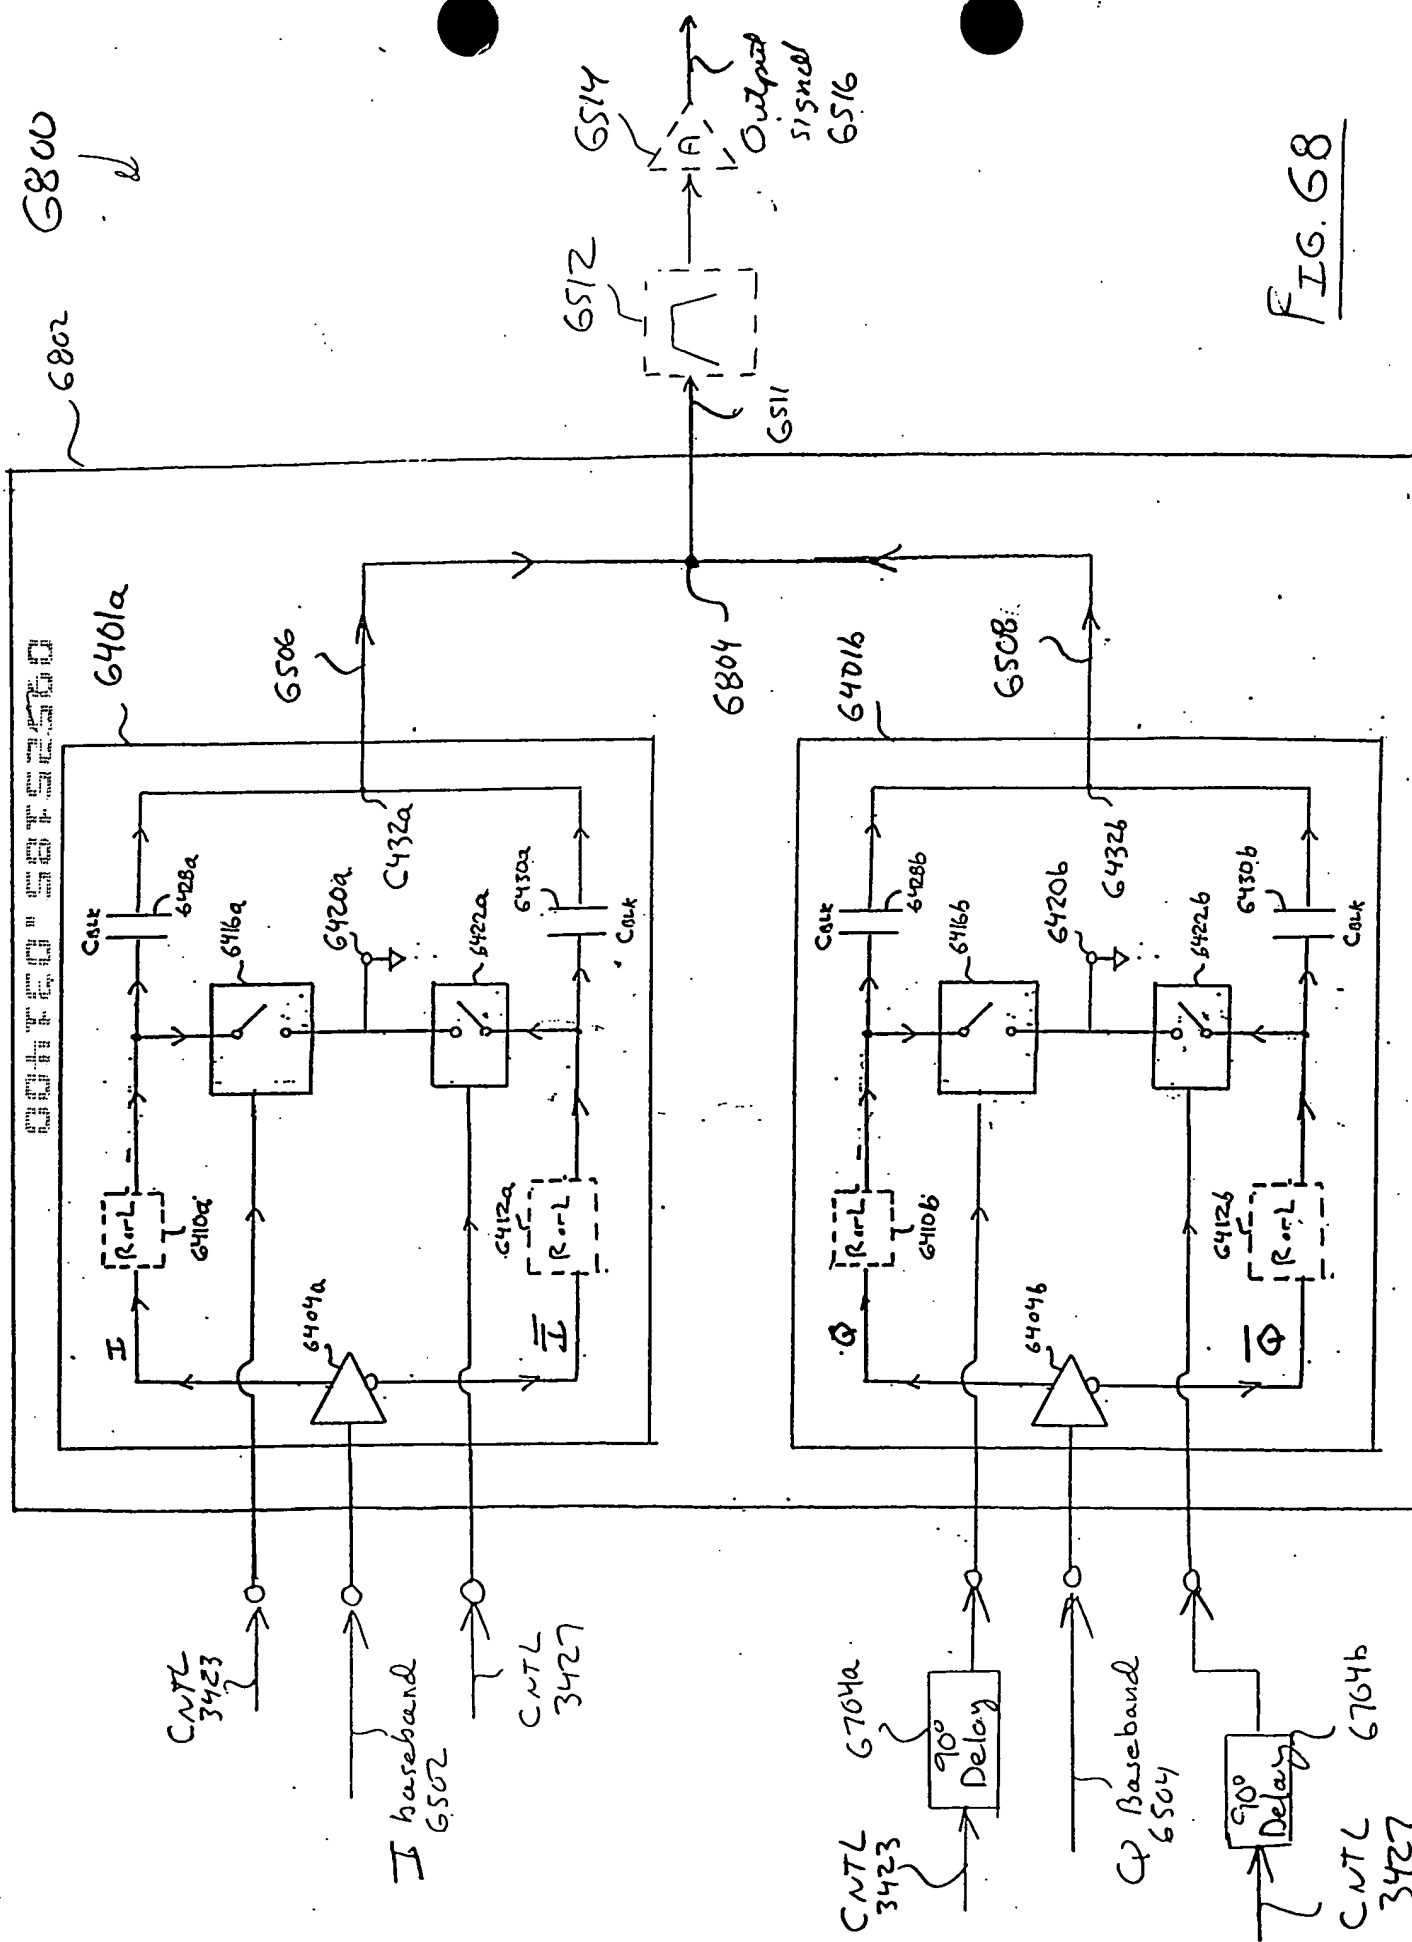 6800
6802
09525185.031400
6401a
6506
I
R or L
6410a
CBLK
6428a
6416a
6404a
6420a
6432a
6422a
6412a
R or L
I
6430a
CBLK
CNTL
3423
I baseband
6502
CNTL
3427
6804
6511
6512
6514
A
Output
signal
6516
6401b
6508
Q
R or L
6410b
CBLK
6428b
6416b
6404b
6420b
6432b
6422b
6412b
R or L
Q
6430b
CBLK
CNTL
3423
90°
Delay
6704a
Q Baseband
6504
CNTL
3427
90°
Delay
6704b
FIG. 68